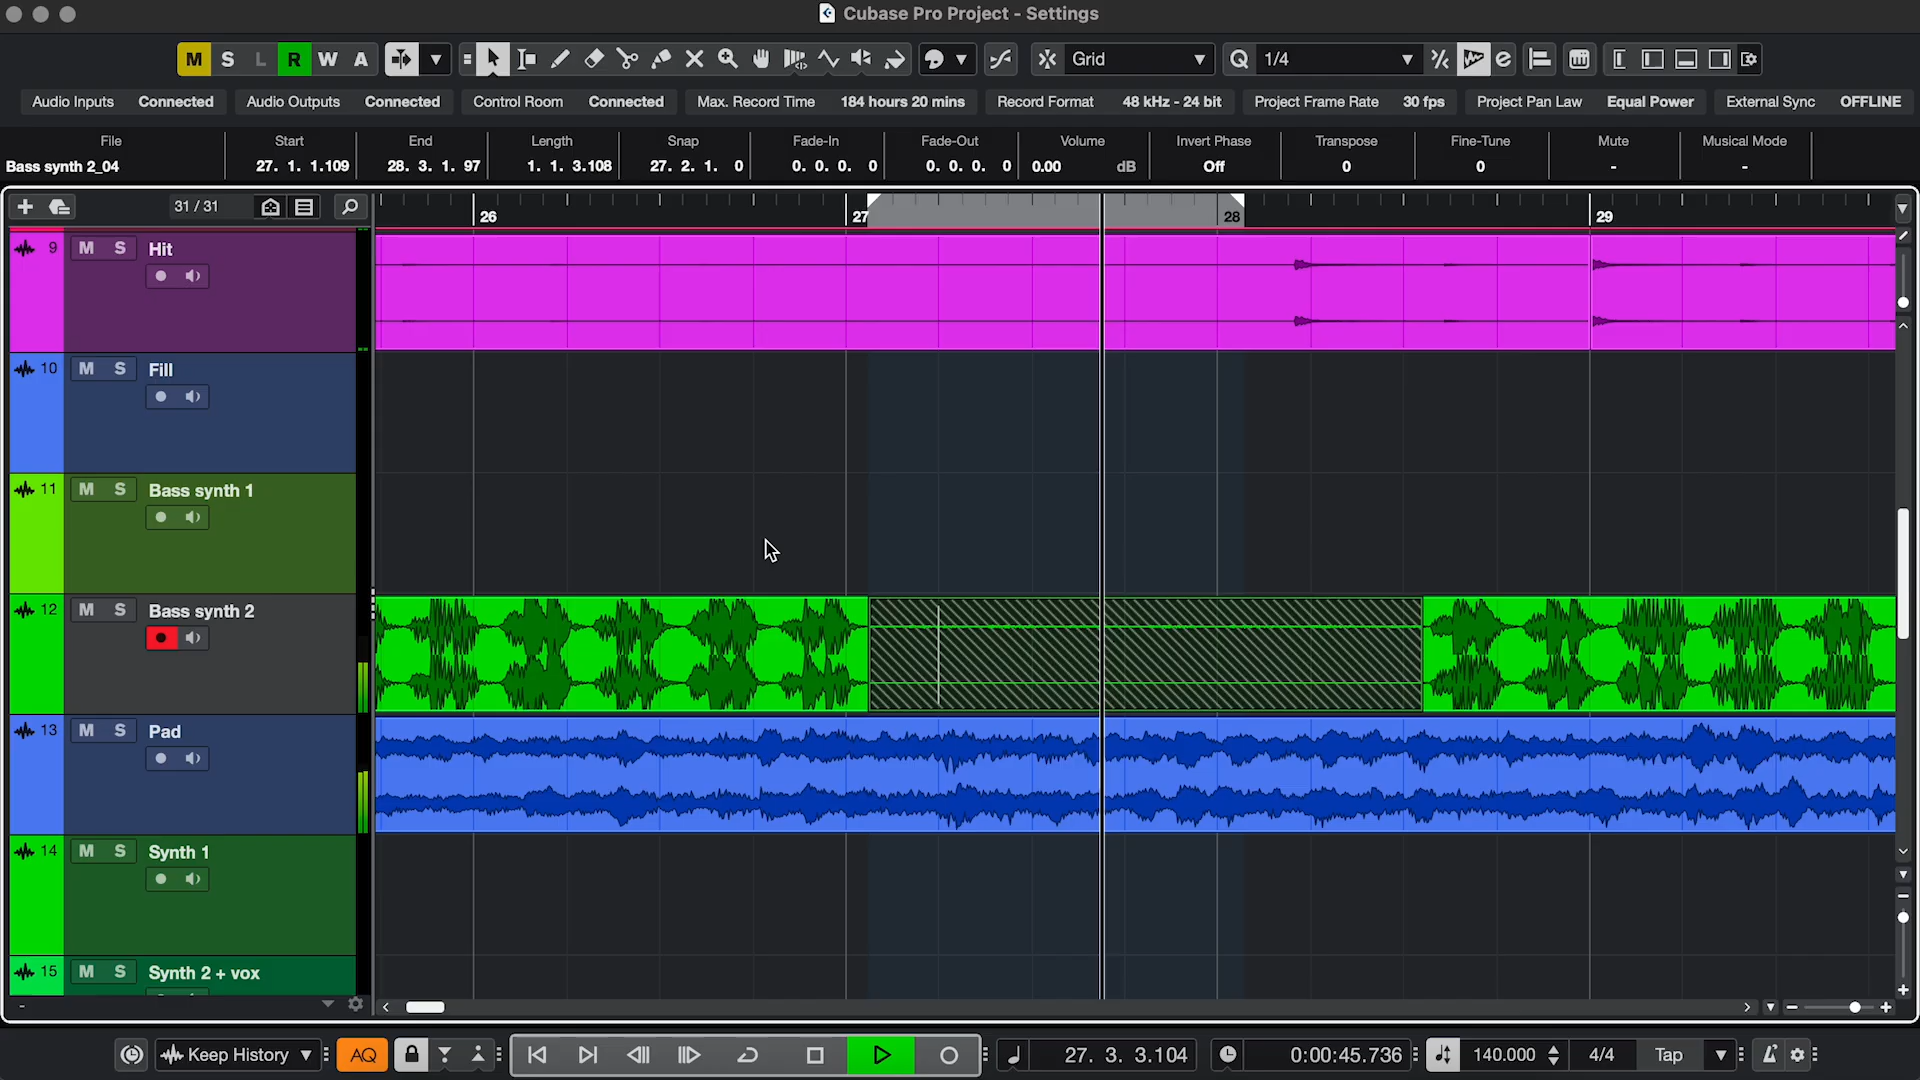 Cubase Pro Project - Settings
M S L R W A Grid 1/4 e
Audio Inputs Connected Audio Outputs Connected Control Room Connected Max. Record Time 184 hours 20 mins Record Format 48 kHz - 24 bit Project Frame Rate 30 fps Project Pan Law Equal Power External Sync OFFLINE
File Start End Length Snap Fade-In Fade-Out Volume Invert Phase Transpose Fine-Tune Mute Musical Mode
Bass synth 2_04 27. 1. 1.109 28. 3. 1. 97 1. 1. 3.108 27. 2. 1. 0 0. 0. 0. 0 0. 0. 0. 0 0.00 dB Off 0 0 - -
31 / 31 26 27 28 29
9 M S Hit
10 M S Fill
11 M S Bass synth 1
12 M S Bass synth 2
13 M S Pad
14 M S Synth 1
15 M S Synth 2 + vox
-
Keep History AQ 27. 3. 3.104 0:00:45.736 140.000 4/4 Tap